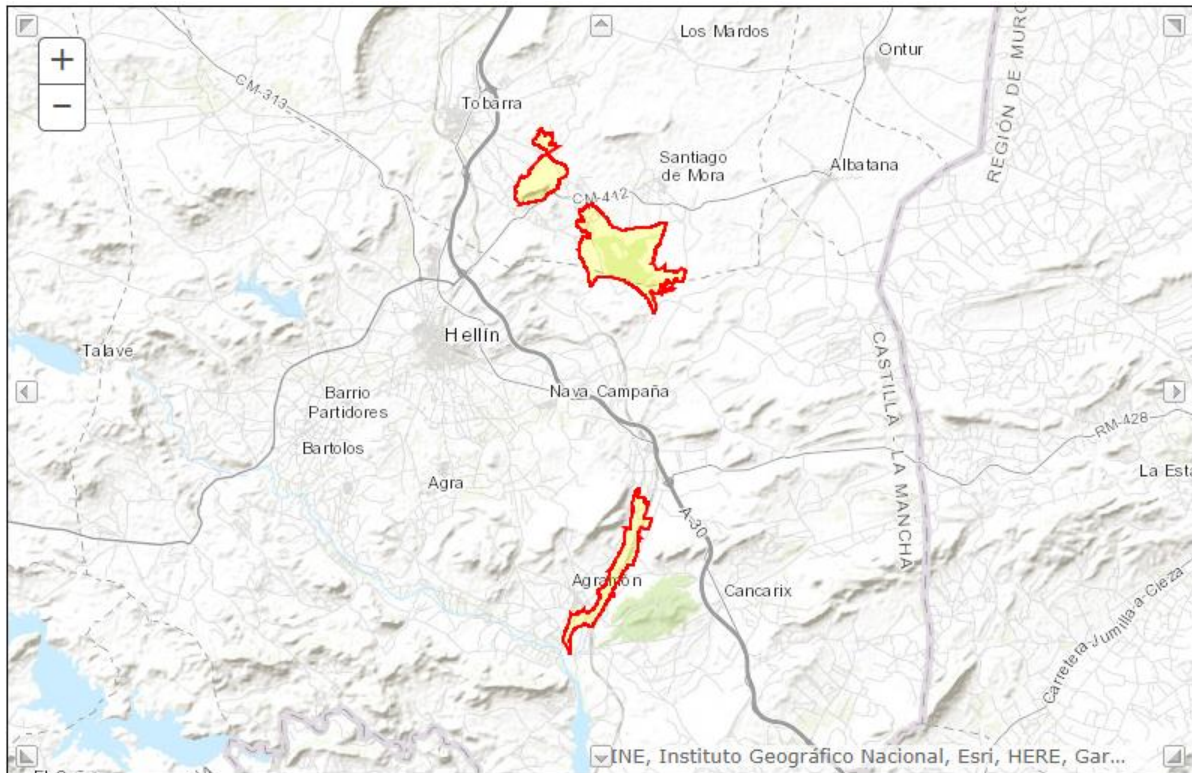 +
−
Los Mardos
Ontur
REGIÓN DE MURC
CM-313
Tobarra
Santiago
de Mora
Albatana
CM-412
Hellín
Talave
CASTILLA - LA MANCHA
Nava Campaña
Barrio
Partidores
RM-428
Bartolos
La Esta
Agra
A-30
Agramón
Cancarix
Carretera Jumilla a Cieza
INE, Instituto Geográfico Nacional, Esri, HERE, Gar...